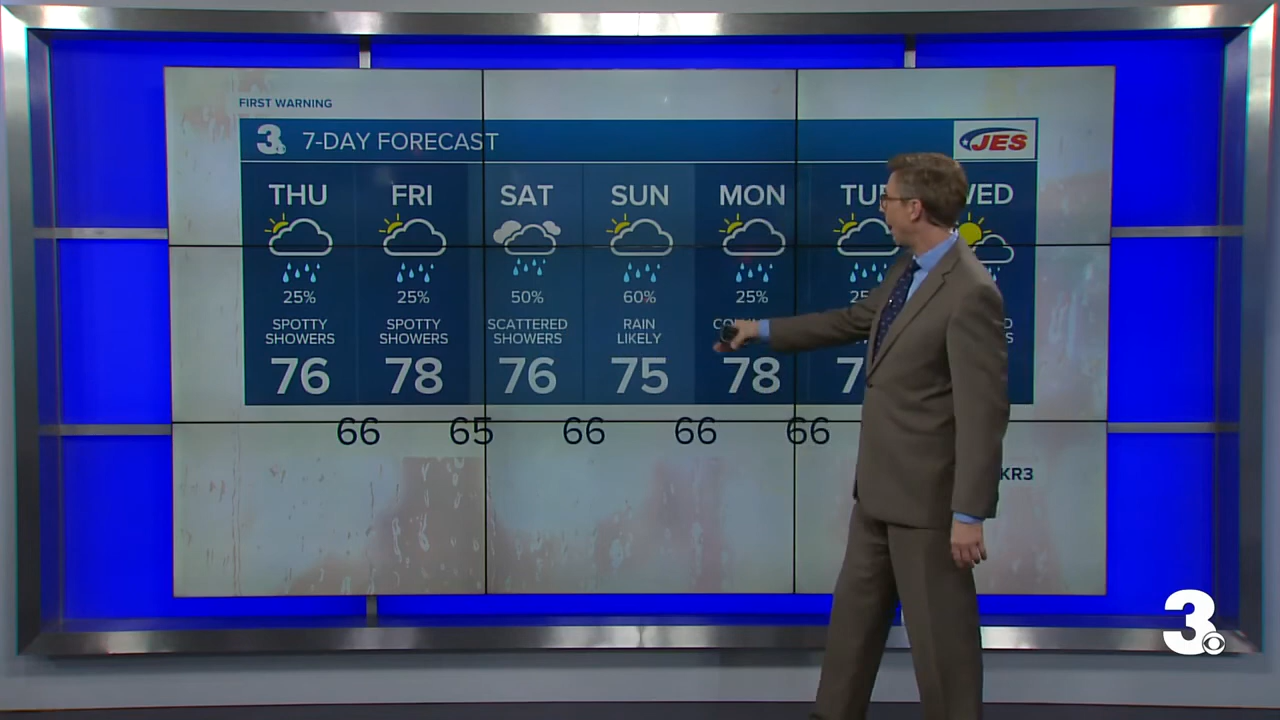 FIRST WARNING
3 7-DAY FORECAST
JES
THU FRI SAT SUN MON
25% 25% 50% 60% 25%
SPOTTY SPOTTY SCATTERED RAIN
SHOWERS SHOWERS SHOWERS LIKELY
76 78 76 75 78
66 65 66 66 66
KR3
3